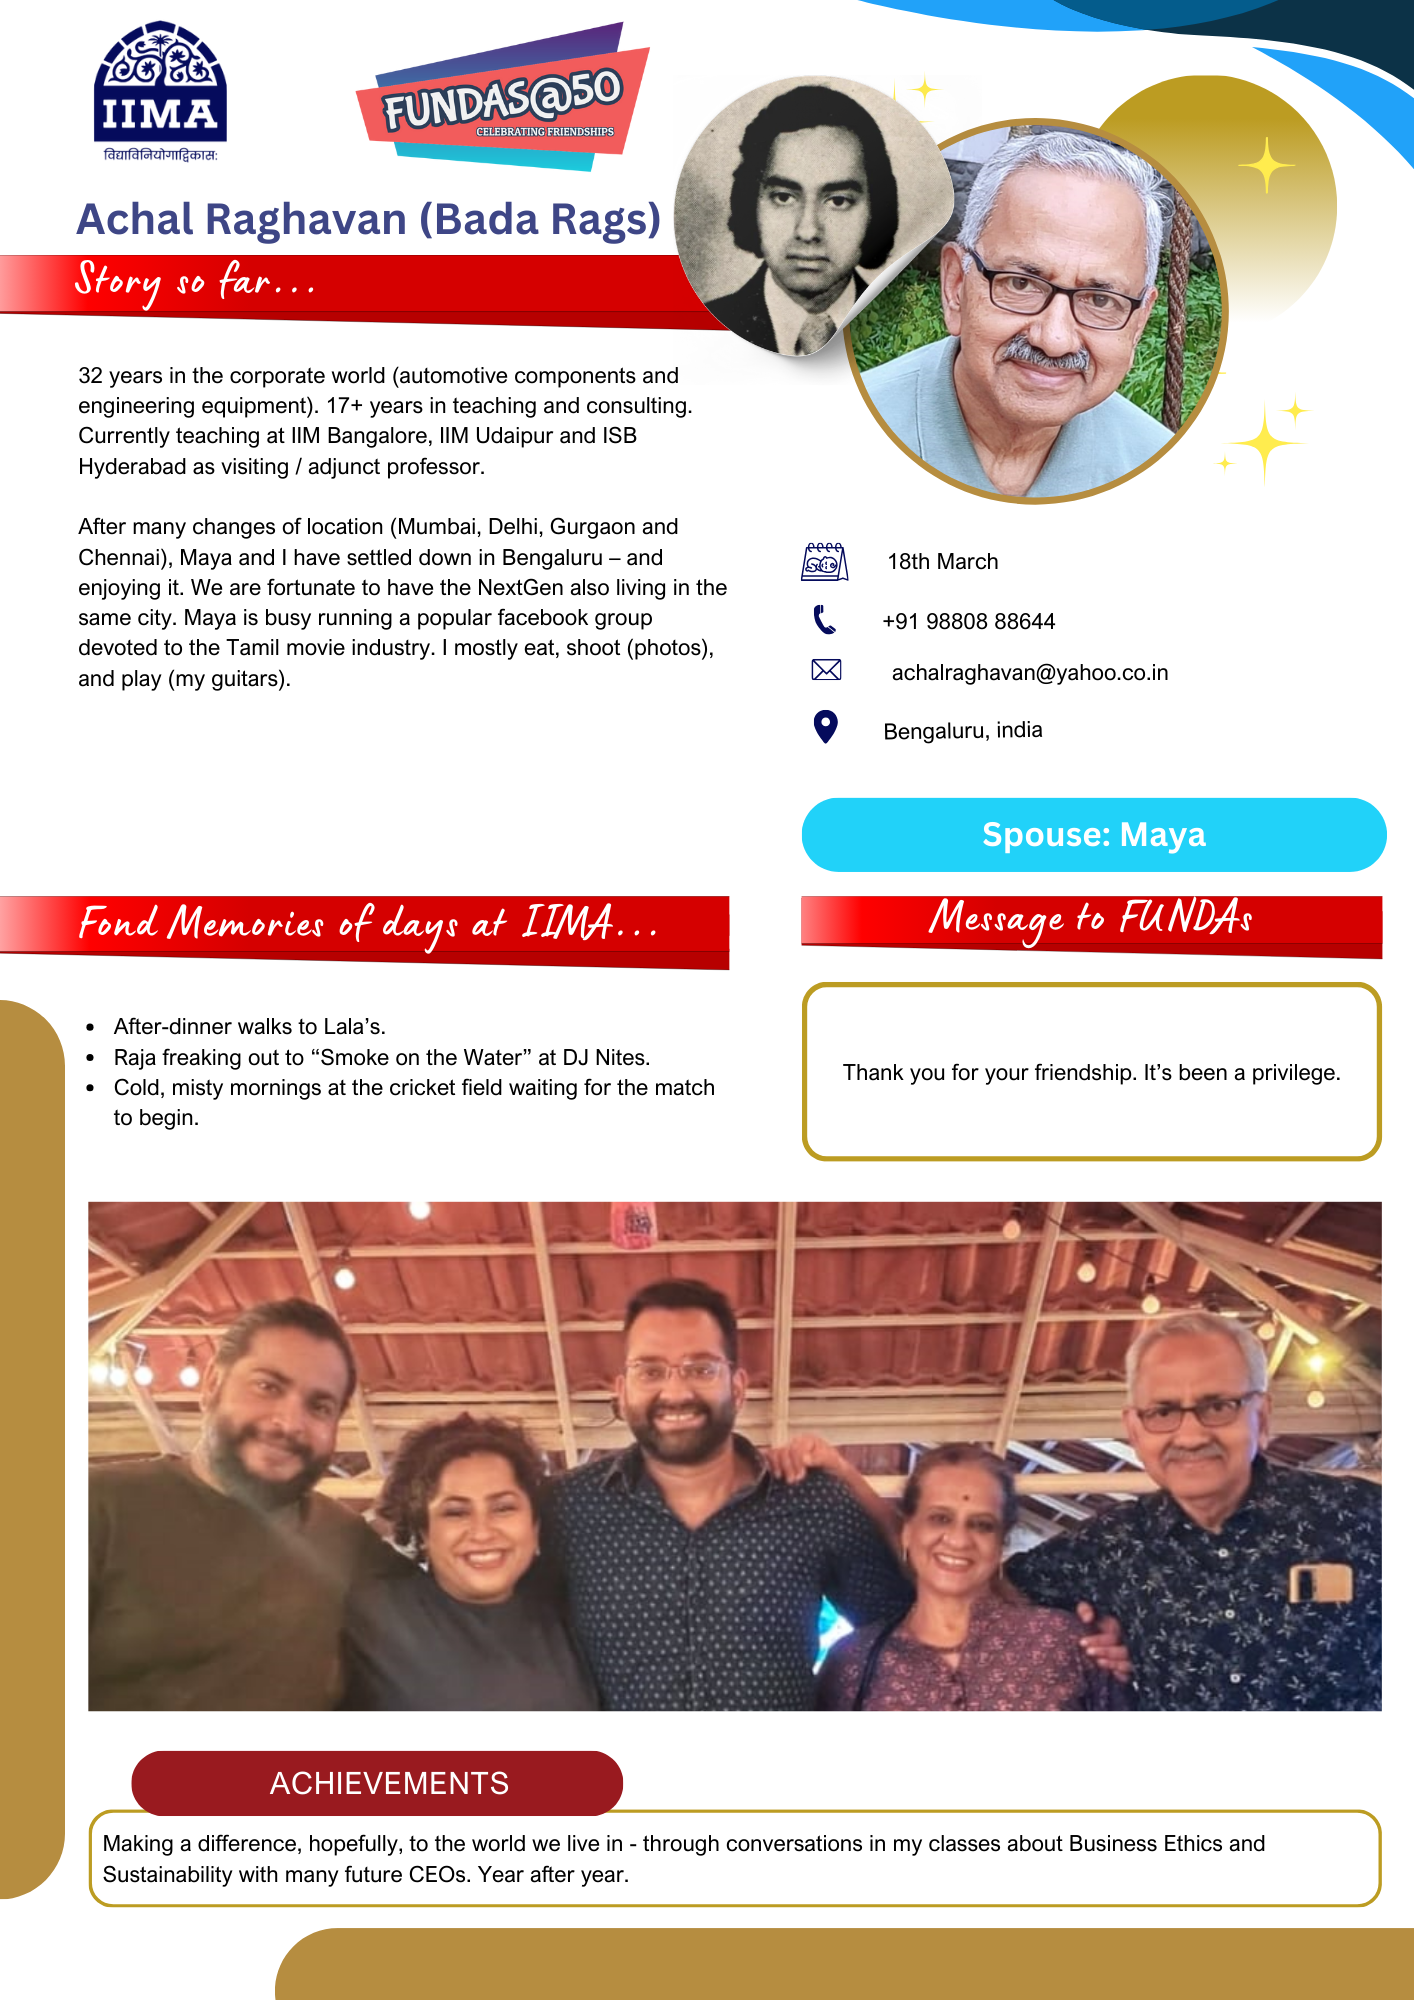 IIMA
विद्याविनियोगाद्विकास:
FUNDAS@50
CELEBRATING FRIENDSHIPS
Achal Raghavan (Bada Rags)
Story so far...
32 years in the corporate world (automotive components and
engineering equipment). 17+ years in teaching and consulting.
Currently teaching at IIM Bangalore, IIM Udaipur and ISB
Hyderabad as visiting / adjunct professor.
After many changes of location (Mumbai, Delhi, Gurgaon and
Chennai), Maya and I have settled down in Bengaluru – and
enjoying it. We are fortunate to have the NextGen also living in the
same city. Maya is busy running a popular facebook group
devoted to the Tamil movie industry. I mostly eat, shoot (photos),
and play (my guitars).
18th March
+91 98808 88644
achalraghavan@yahoo.co.in
Bengaluru, india
Spouse: Maya
Fond Memories of days at IIMA...
• After-dinner walks to Lala’s.
• Raja freaking out to “Smoke on the Water” at DJ Nites.
• Cold, misty mornings at the cricket field waiting for the match
to begin.
Message to FUNDAs
Thank you for your friendship. It’s been a privilege.
ACHIEVEMENTS
Making a difference, hopefully, to the world we live in - through conversations in my classes about Business Ethics and
Sustainability with many future CEOs. Year after year.